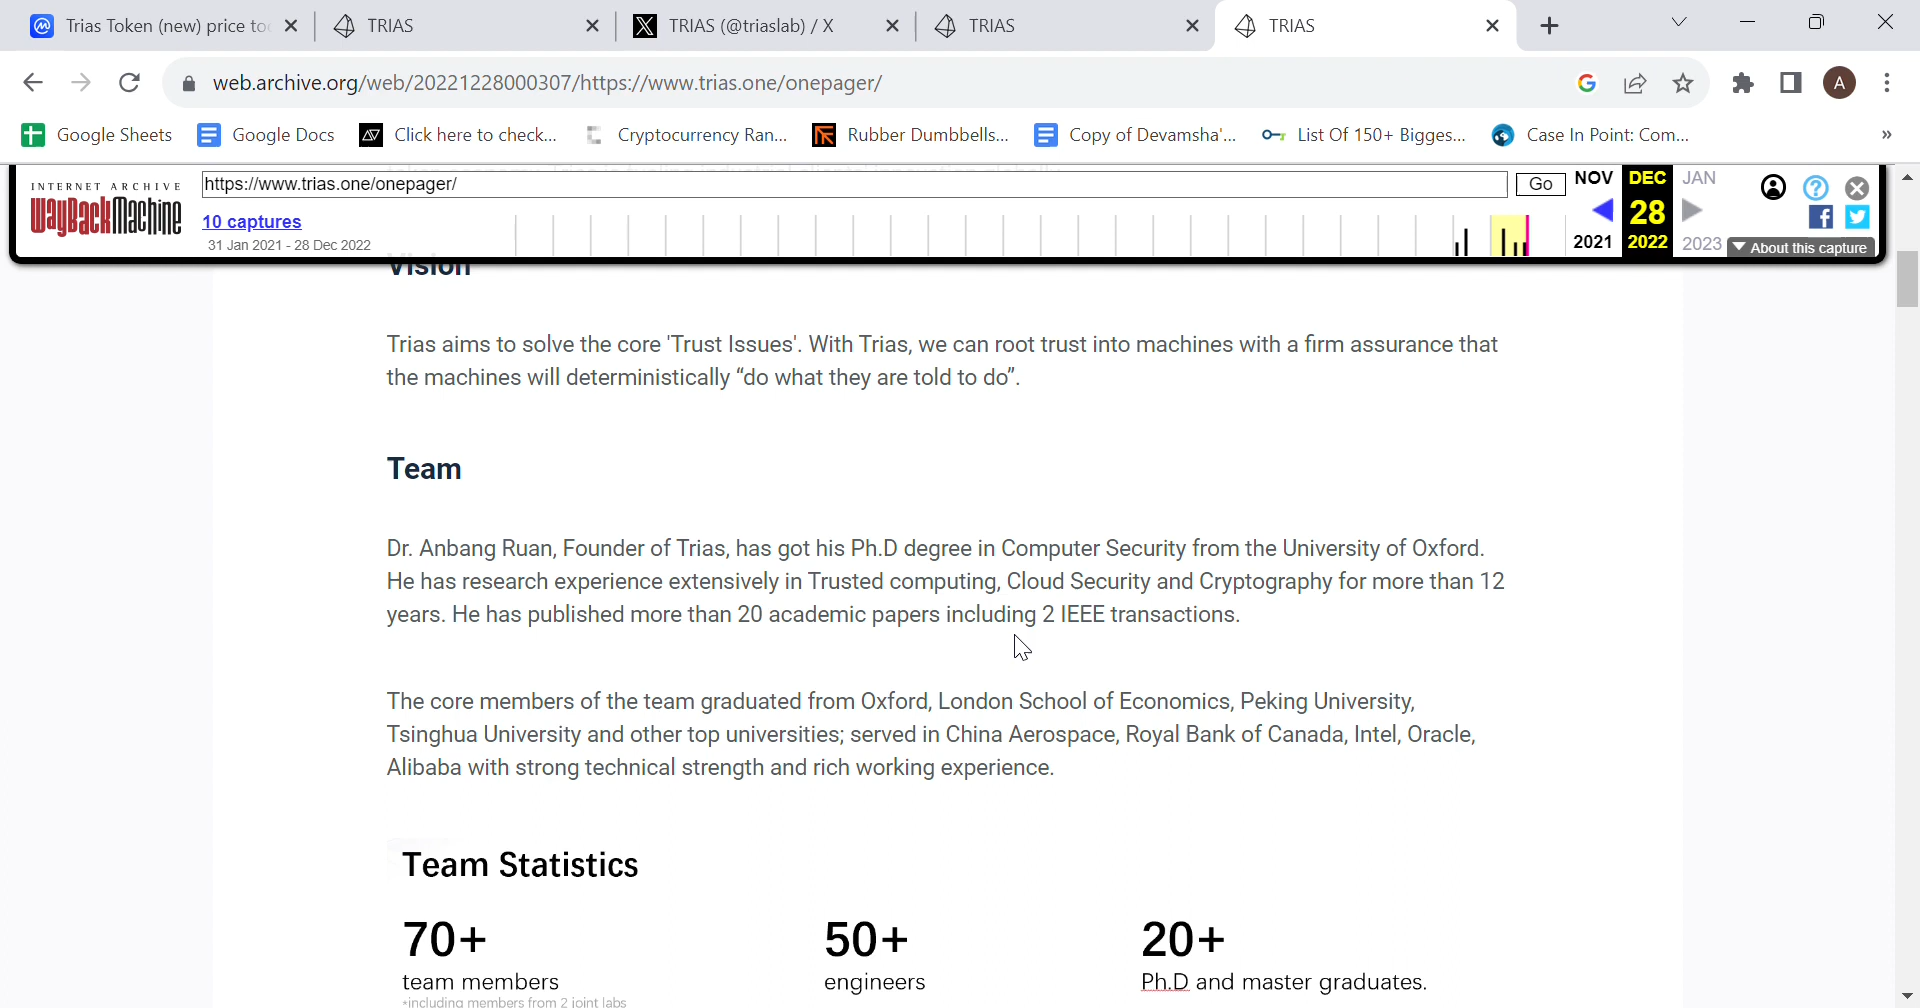 Trias Token (new) price to
TRIAS
TRIAS (@triaslab) / X
TRIAS
TRIAS
web.archive.org/web/20221228000307/https://www.trias.one/onepager/
A
Google Sheets
Google Docs
Click here to check...
Cryptocurrency Ran...
Rubber Dumbbells...
Copy of Devamsha'...
List Of 150+ Bigges...
Case In Point: Com...
»
INTERNET ARCHIVE
WayBackMachine
https://www.trias.one/onepager/
Go
NOV DEC JAN
10 captures
28
31 Jan 2021 - 28 Dec 2022
2021 2022 2023
About this capture
Vision
Trias aims to solve the core 'Trust Issues'. With Trias, we can root trust into machines with a firm assurance that
the machines will deterministically “do what they are told to do”.
Team
Dr. Anbang Ruan, Founder of Trias, has got his Ph.D degree in Computer Security from the University of Oxford.
He has research experience extensively in Trusted computing, Cloud Security and Cryptography for more than 12
years. He has published more than 20 academic papers including 2 IEEE transactions.
The core members of the team graduated from Oxford, London School of Economics, Peking University,
Tsinghua University and other top universities; served in China Aerospace, Royal Bank of Canada, Intel, Oracle,
Alibaba with strong technical strength and rich working experience.
Team Statistics
70+ 50+ 20+
team members engineers Ph.D and master graduates.
*including members from 2 joint labs